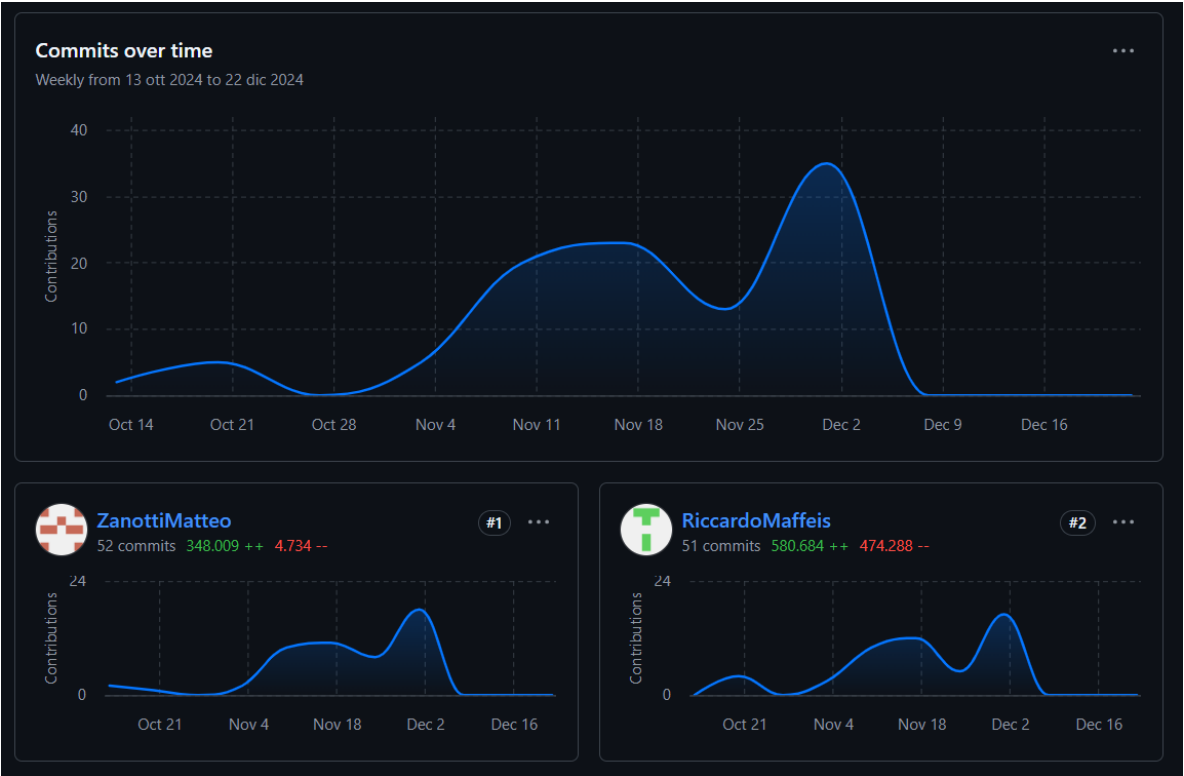 Commits over time
Weekly from 13 ott 2024 to 22 dic 2024
Contributions
40
30
20
10
0
Oct 14 Oct 21 Oct 28 Nov 4 Nov 11 Nov 18 Nov 25 Dec 2 Dec 9 Dec 16
ZanottiMatteo #1
52 commits 348.009 ++ 4.734 --
Contributions
24
0
Oct 21 Nov 4 Nov 18 Dec 2 Dec 16
RiccardoMaffeis #2
51 commits 580.684 ++ 474.288 --
Contributions
24
0
Oct 21 Nov 4 Nov 18 Dec 2 Dec 16